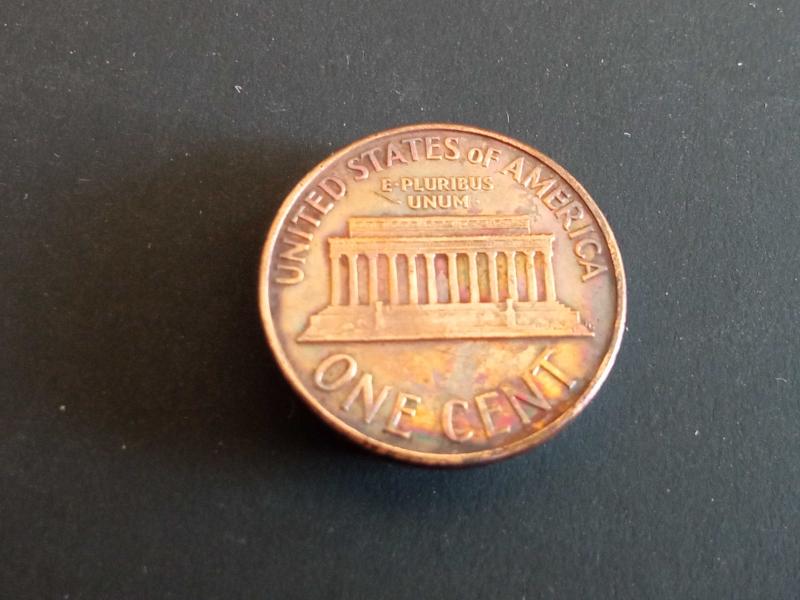 UNITED STATES OF AMERICA
E·PLURIBUS
·UNUM·
ONE CENT